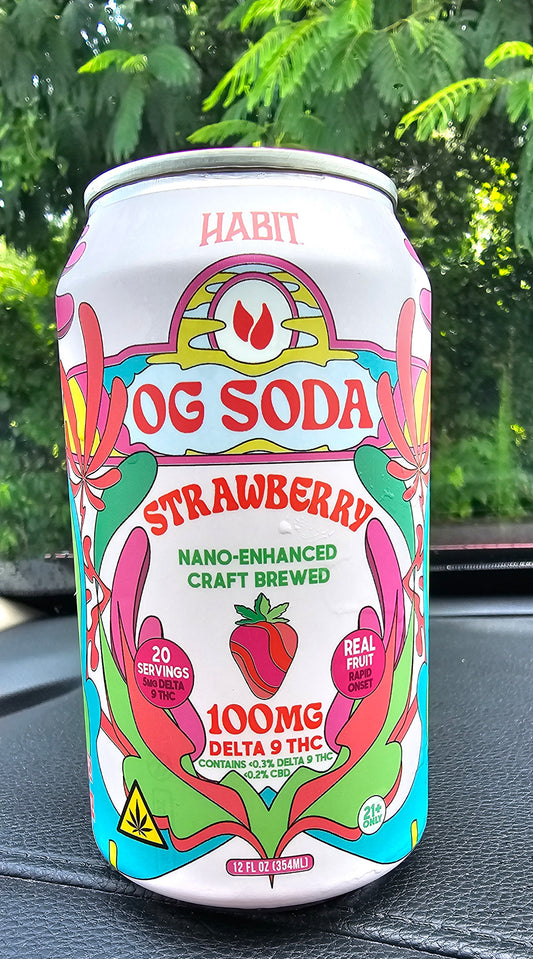 HABIT
OG SODA
STRAWBERRY
NANO-ENHANCED
CRAFT BREWED
20
SERVINGS
5MG DELTA
9 THC
REAL
FRUIT
RAPID
ONSET
100MG
DELTA 9 THC
CONTAINS <0.3% DELTA 9 THC
<0.2% CBD
21+
ONLY
12 FL OZ (354ML)